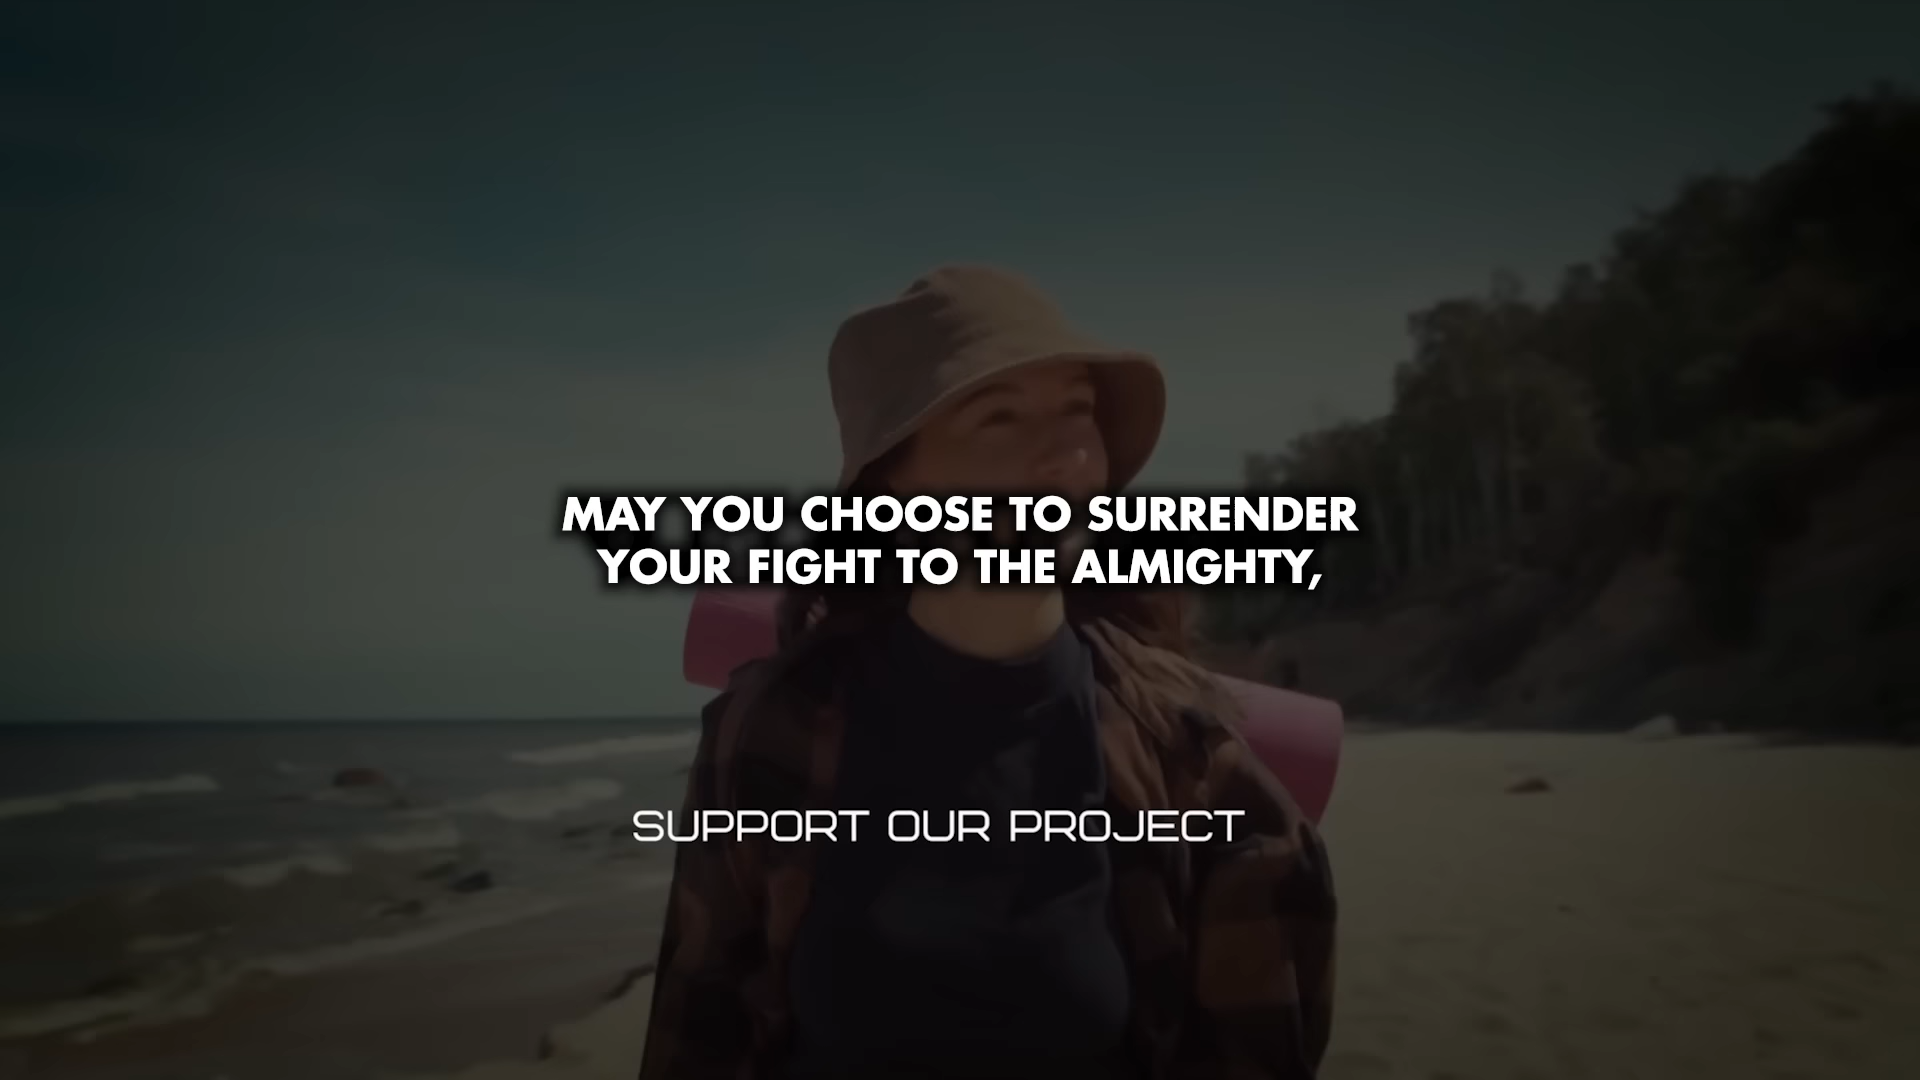 MAY YOU CHOOSE TO SURRENDER
YOUR FIGHT TO THE ALMIGHTY,
SUPPORT OUR PROJECT